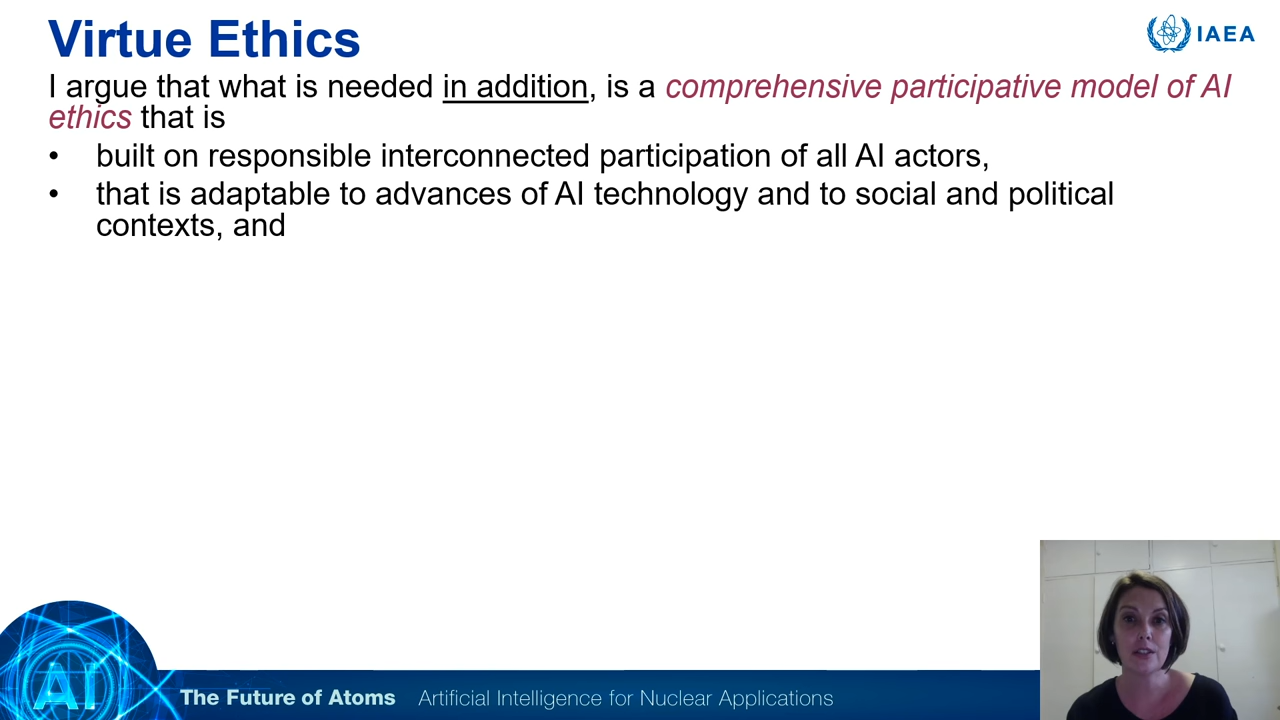 Virtue Ethics
IAEA
I argue that what is needed in addition, is a comprehensive participative model of AI
ethics that is
• built on responsible interconnected participation of all AI actors,
• that is adaptable to advances of AI technology and to social and political
contexts, and
AI
The Future of Atoms Artificial Intelligence for Nuclear Applications